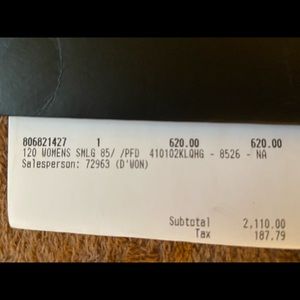 806821427 1 620.00 620.00
120 WOMENS SMLG 85/ /PFD 410102KLQHG - 8526 - NA
Salesperson: 72963 (D'WON)
Subtotal 2,110.00
Tax 187.79